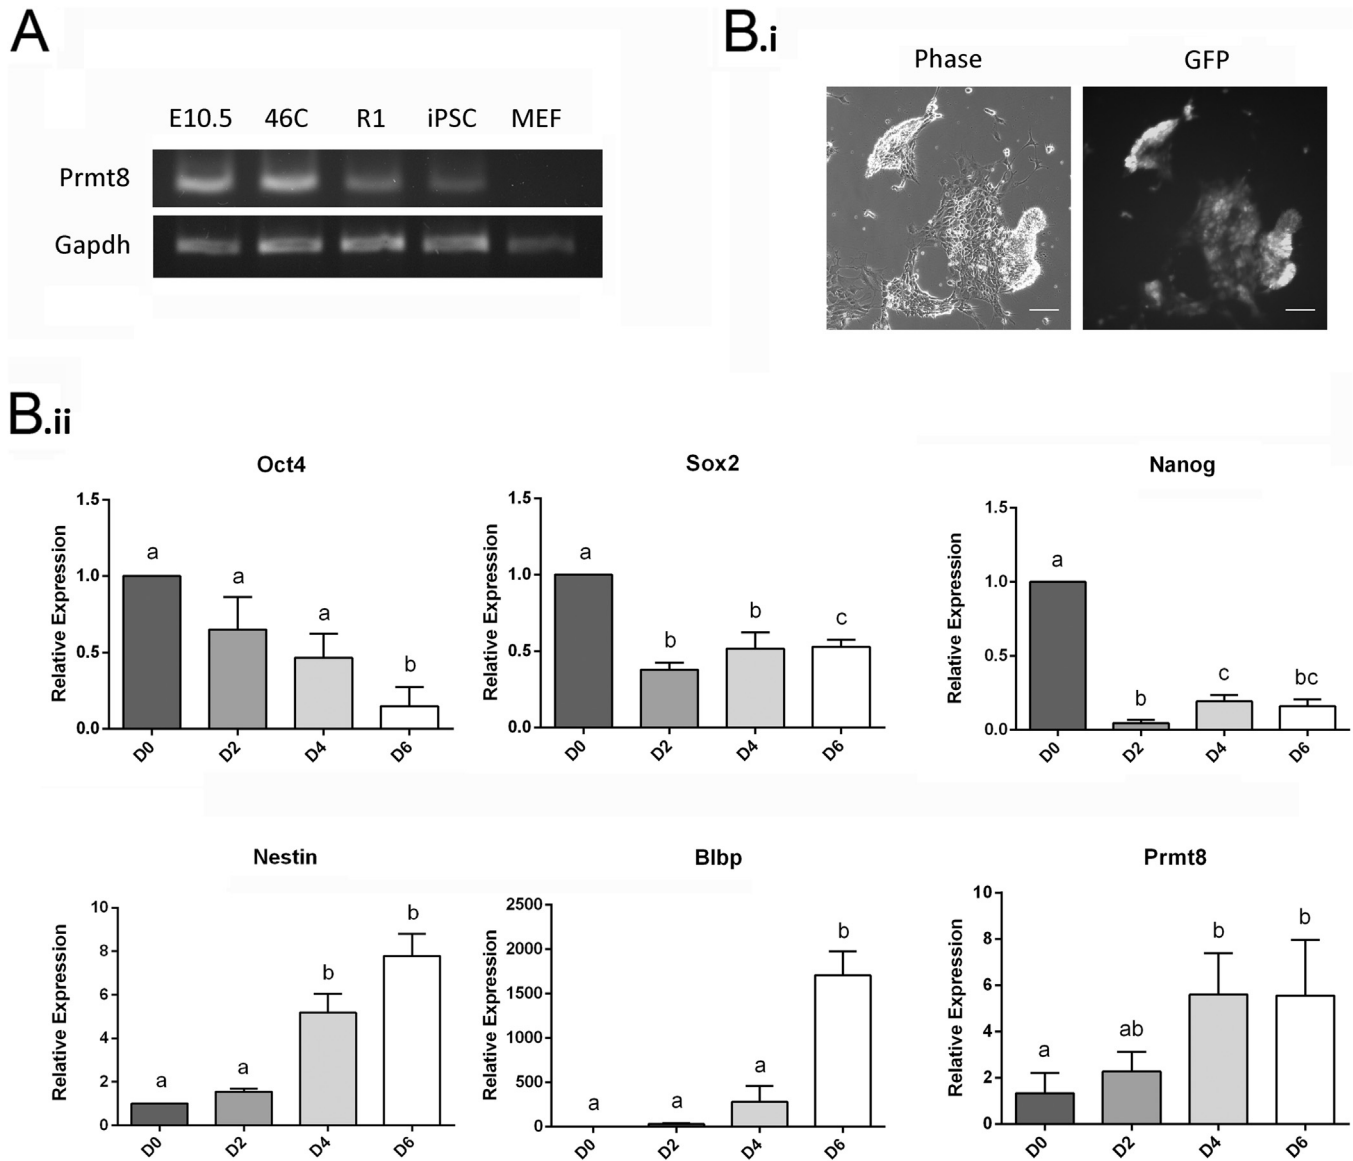 A
E10.5 46C R1 iPSC MEF
Prmt8
Gapdh
B.i
Phase GFP
B.ii
Oct4
Relative Expression
1.5
1.0
0.5
0.0
a a a b
D0 D2 D4 D6
Sox2
Relative Expression
1.5
1.0
0.5
0.0
a b b c
D0 D2 D4 D6
Nanog
Relative Expression
1.5
1.0
0.5
0.0
a b c bc
D0 D2 D4 D6
Nestin
Relative Expression
10
8
6
4
2
0
a a b b
D0 D2 D4 D6
Blbp
Relative Expression
2500
2000
1500
1000
500
0
a a a b
D0 D2 D4 D6
Prmt8
Relative Expression
10
8
6
4
2
0
a ab b b
D0 D2 D4 D6